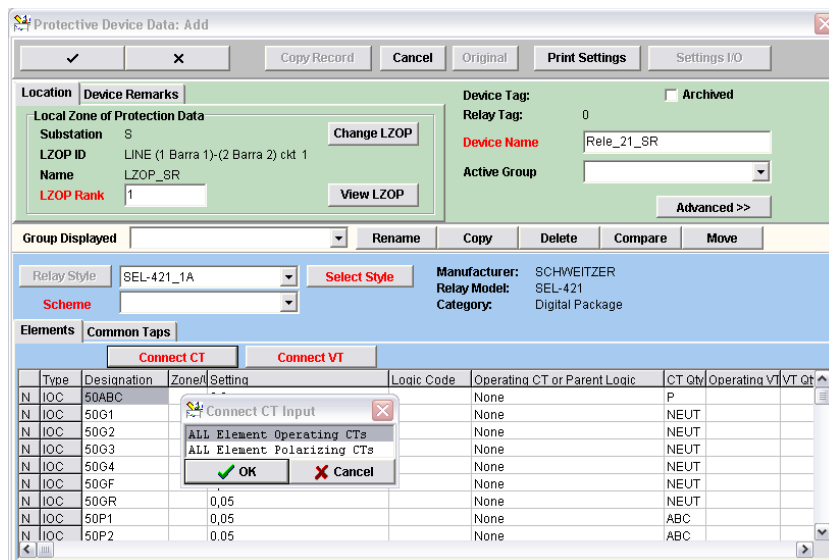 Protective Device Data: Add
Copy Record Cancel Original Print Settings Settings I/O
Location Device Remarks
Local Zone of Protection Data
Substation S Change LZOP
LZOP ID LINE (1 Barra 1)-(2 Barra 2) ckt 1
Name LZOP_SR
LZOP Rank 1 View LZOP
Device Tag: Archived
Relay Tag: 0
Device Name Rele_21_SR
Active Group
Advanced >>
Group Displayed Rename Copy Delete Compare Move
Relay Style SEL-421_1A Select Style
Scheme
Manufacturer: SCHWEITZER
Relay Model: SEL-421
Category: Digital Package
Elements Common Taps
Connect CT Connect VT
Type Designation Zone/ Setting Logic Code Operating CT or Parent Logic CT Qty Operating VT VT Qt
N IOC 50ABC None P
N IOC 50G1 None NEUT
N IOC 50G2 None NEUT
N IOC 50G3 None NEUT
N IOC 50G4 None NEUT
N IOC 50GF None NEUT
N IOC 50GR 0,05 None NEUT
N IOC 50P1 0,05 None ABC
N IOC 50P2 0.05 None ABC
Connect CT Input
ALL Element Operating CTs
ALL Element Polarizing CTs
OK Cancel